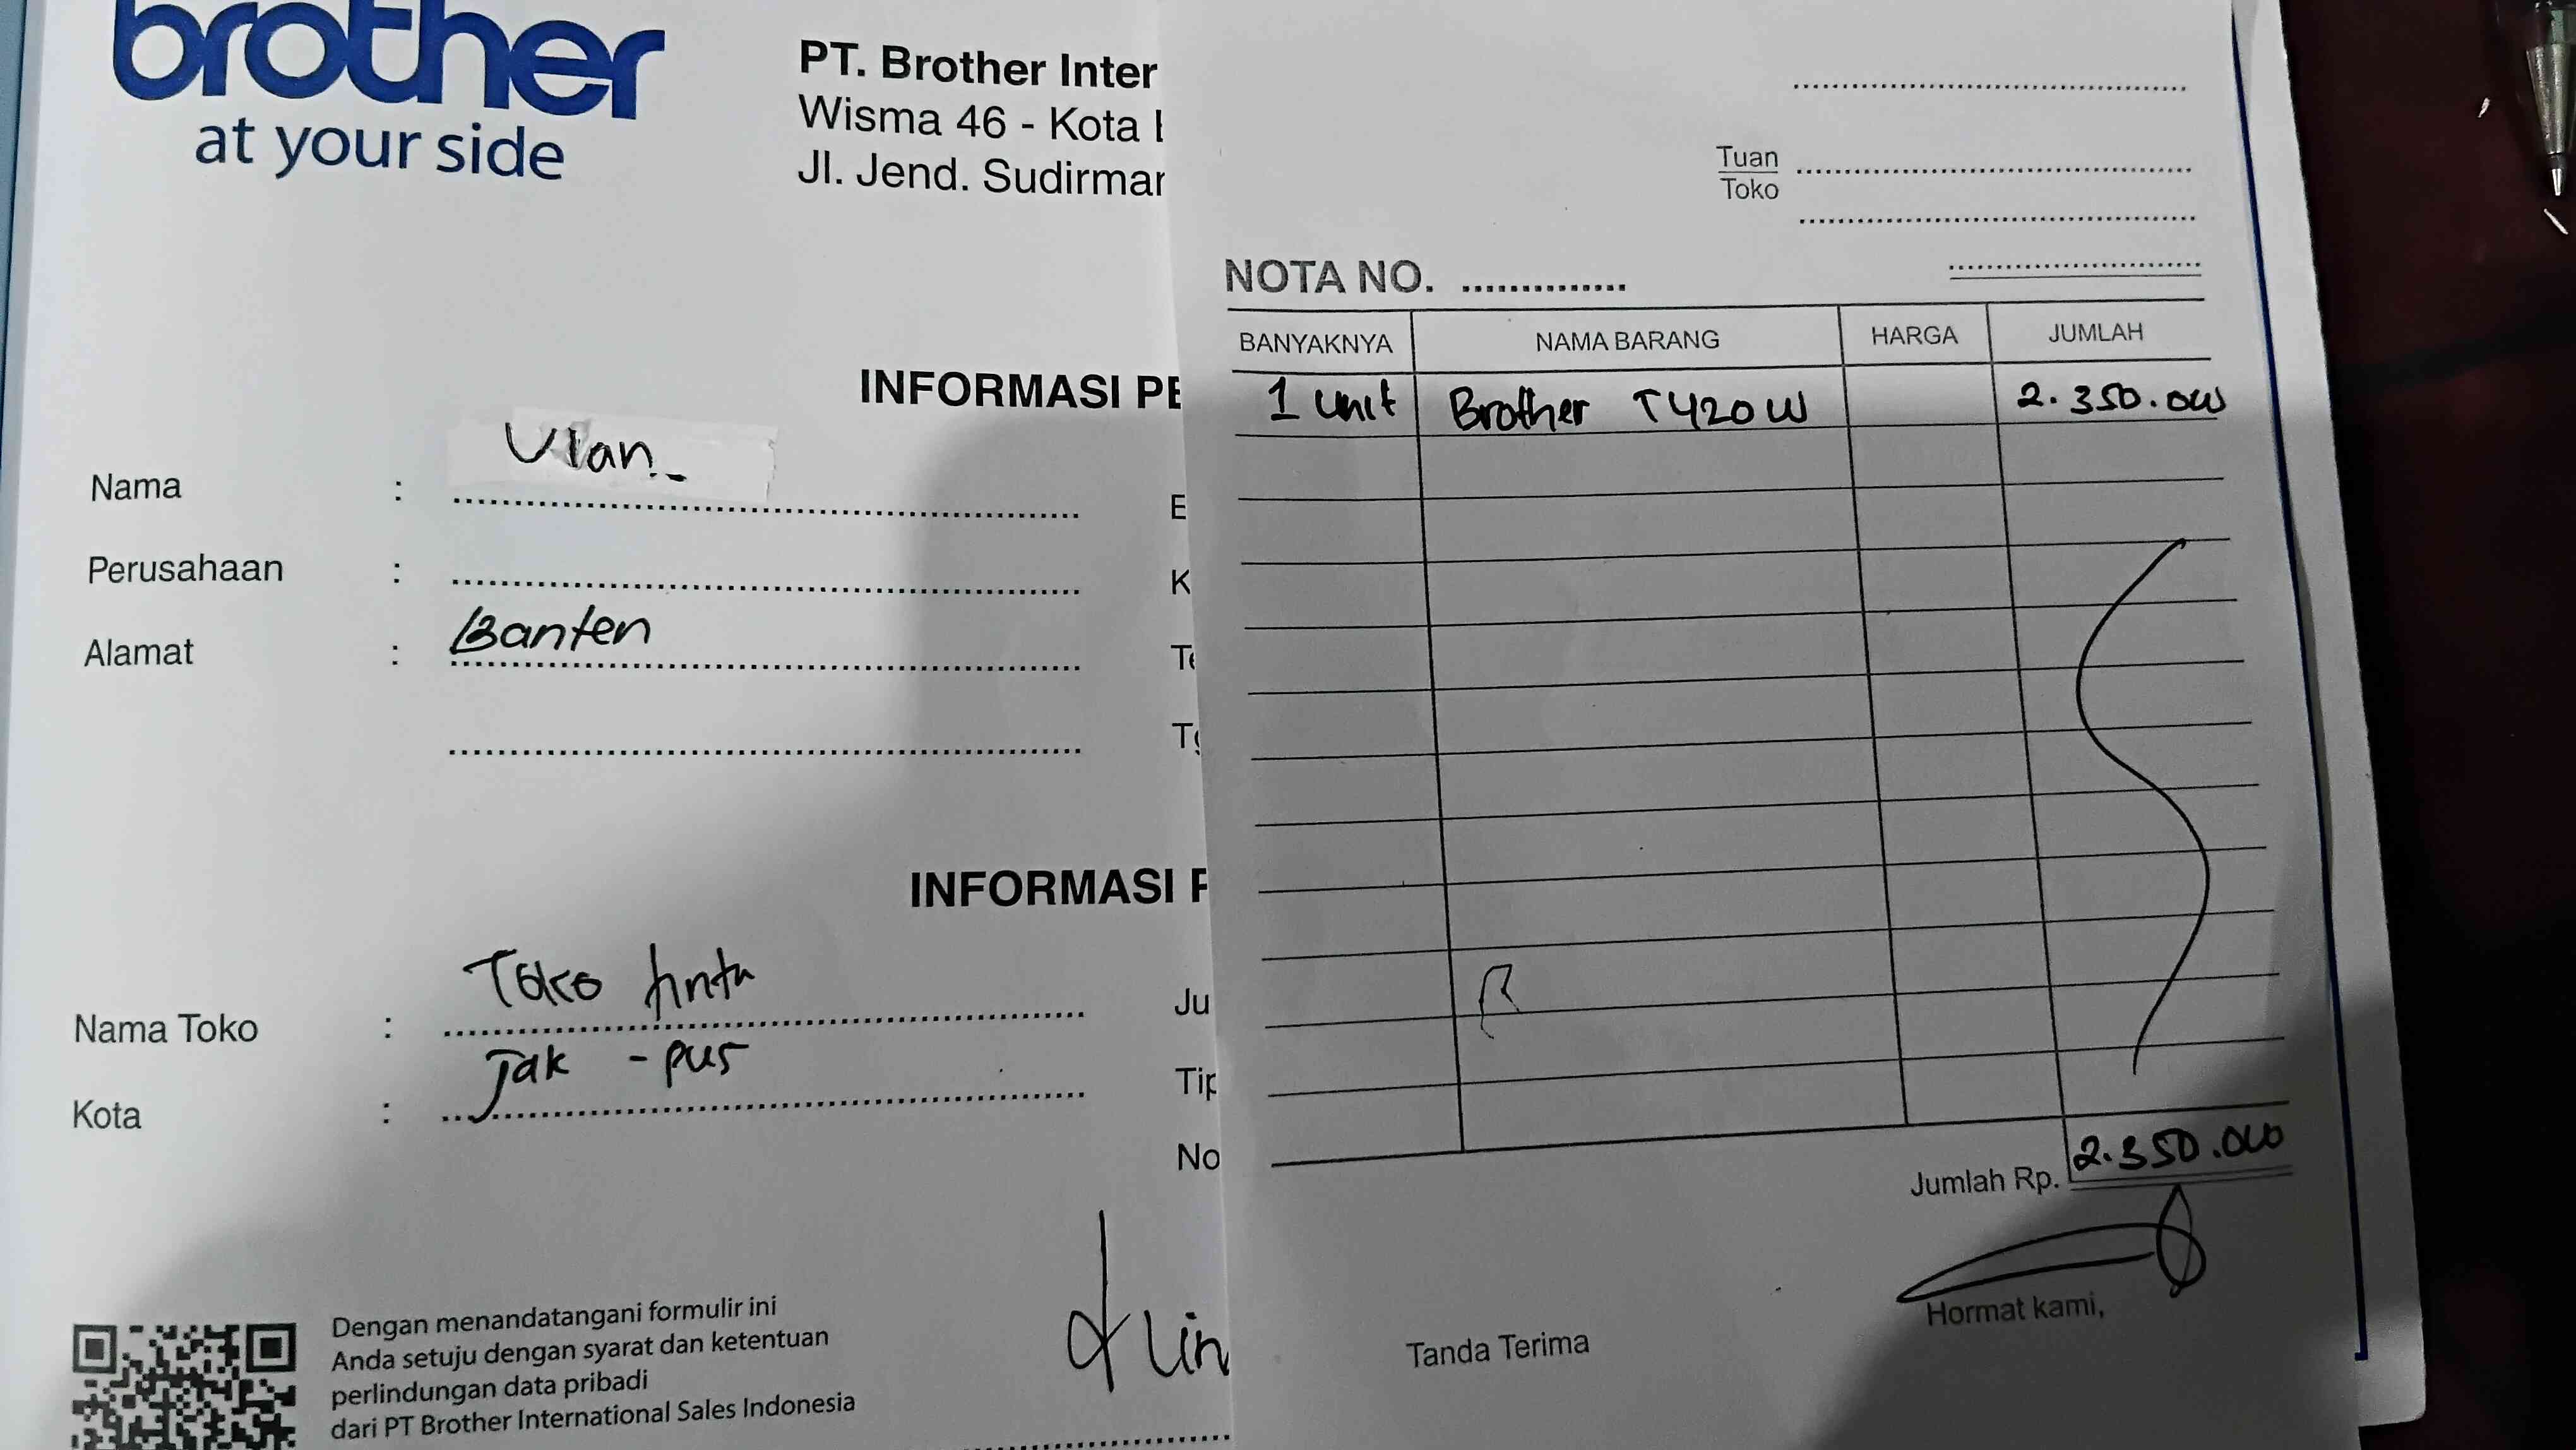 brother
at your side
PT. Brother Inter
Wisma 46 - Kota
Jl. Jend. Sudirmar
INFORMASI PE
Nama : Ulan
Perusahaan :
Alamat : Banten
E
K
Te
Tg
INFORMASI P
Nama Toko : Toko tinta
Kota : Jak - pus
Ju
Tip
No
Dengan menandatangani formulir ini
Anda setuju dengan syarat dan ketentuan
perlindungan data pribadi
dari PT Brother International Sales Indonesia
Tuan
Toko
NOTA NO.
BANYAKNYA NAMA BARANG HARGA JUMLAH
1 unit Brother T420W 2.350.000
Jumlah Rp. 2.350.000
Tanda Terima
Hormat kami,